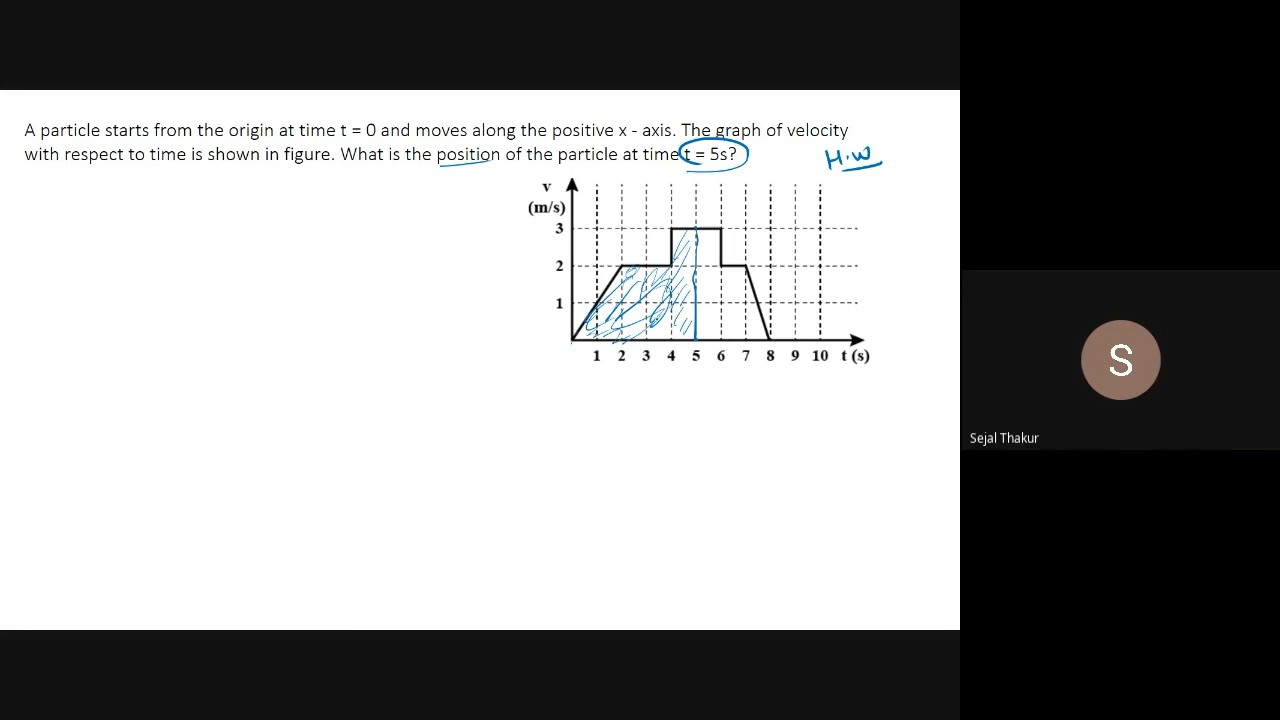 A particle starts from the origin at time t = 0 and moves along the positive x - axis. The graph of velocity
with respect to time is shown in figure. What is the position of the particle at time t = 5s?
H.W
v
(m/s)
3
2
1
1 2 3 4 5 6 7 8 9 10 t (s)
S
Sejal Thakur